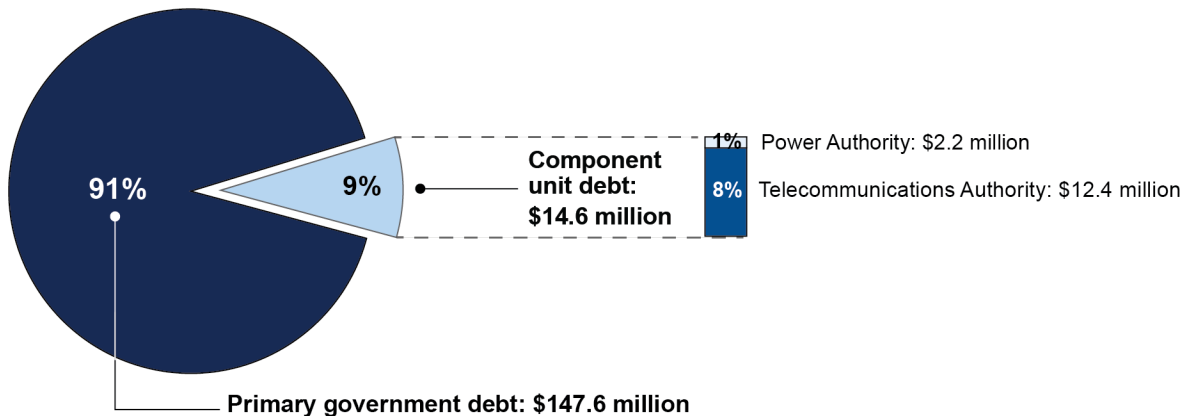 91%
9%
Component
unit debt:
$14.6 million
1%
Power Authority: $2.2 million
8%
Telecommunications Authority: $12.4 million
Primary government debt: $147.6 million